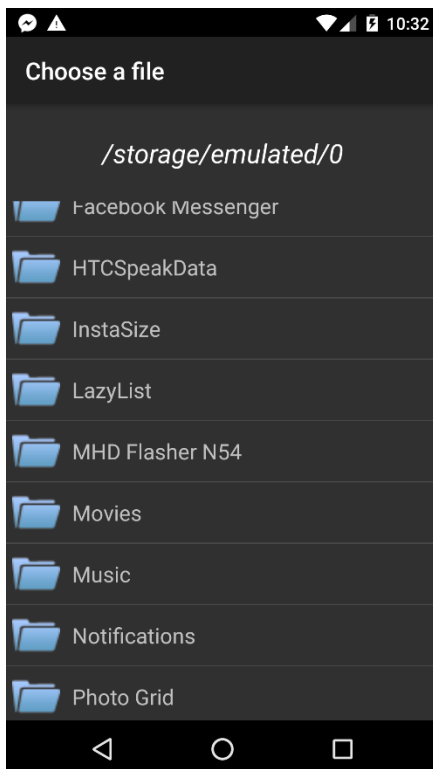 10:32
Choose a file
/storage/emulated/0
Facebook Messenger
HTCSpeakData
InstaSize
LazyList
MHD Flasher N54
Movies
Music
Notifications
Photo Grid